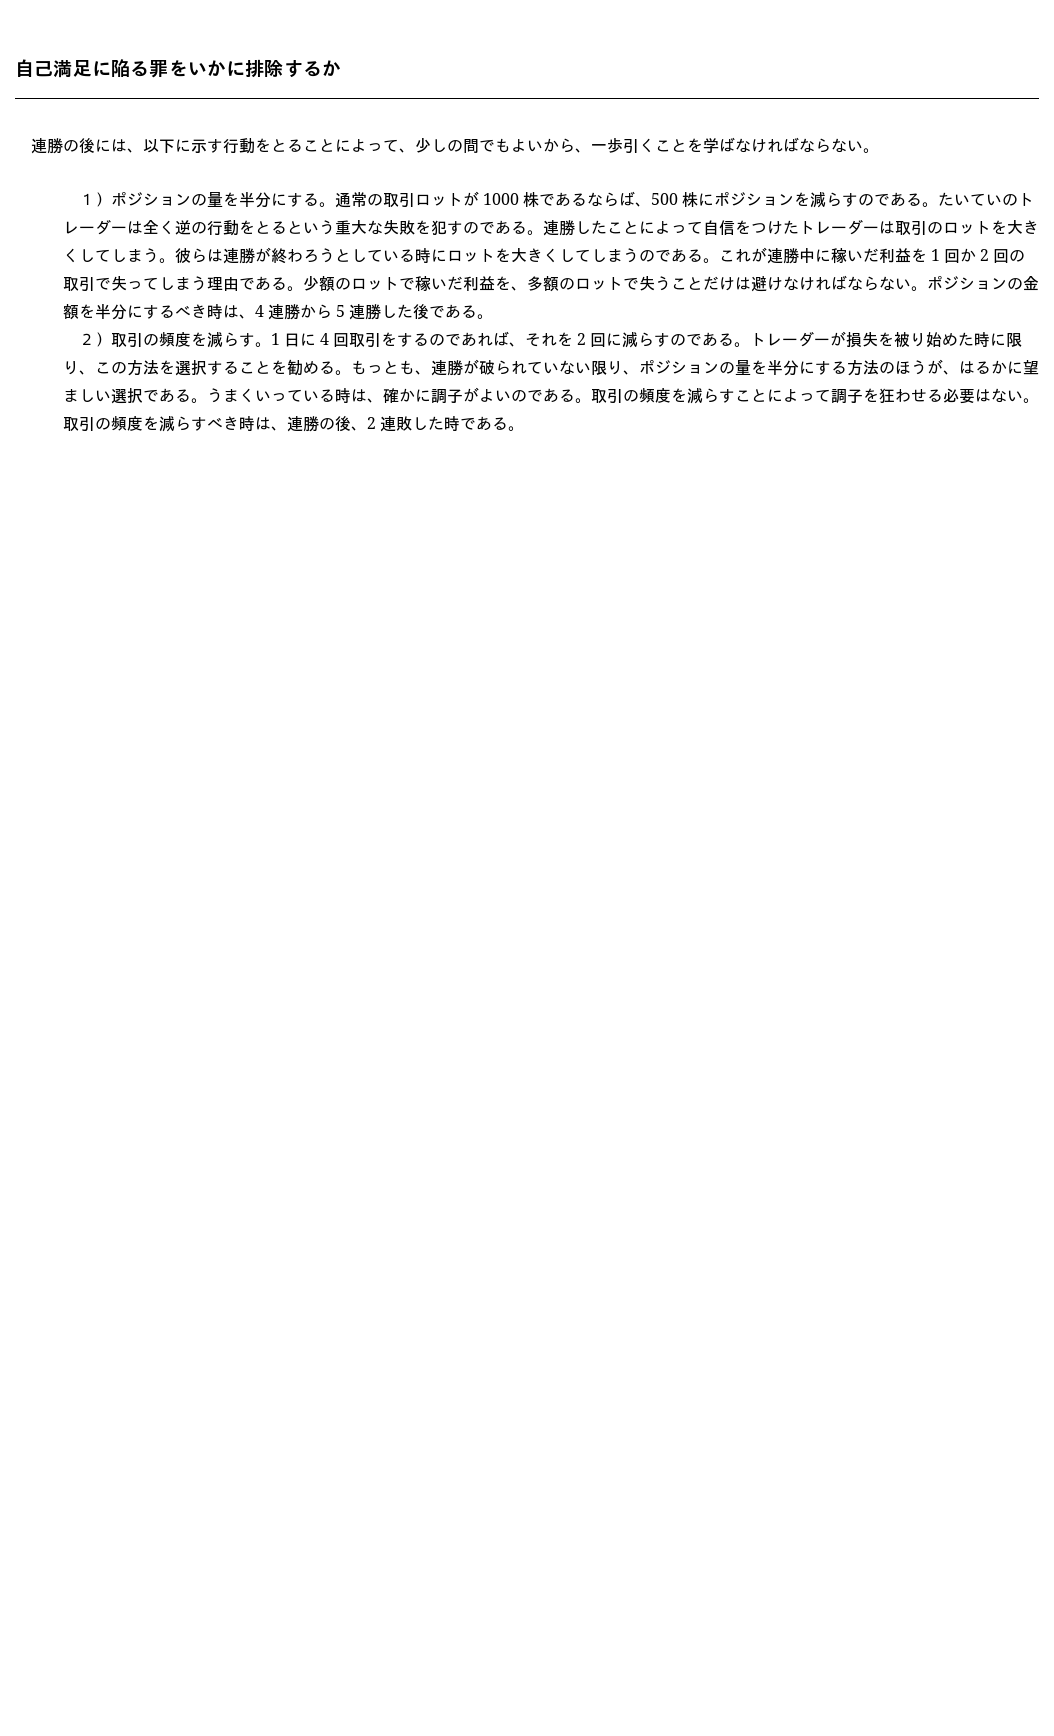 自己満足に陥る罪をいかに排除するか
連勝の後には、以下に示す行動をとることによって、少しの間でもよいから、一歩引くことを学ばなければならない。
１）ポジションの量を半分にする。通常の取引ロットが 1000 株であるならば、500 株にポジションを減らすのである。たいていのト
レーダーは全く逆の行動をとるという重大な失敗を犯すのである。連勝したことによって自信をつけたトレーダーは取引のロットを大き
くしてしまう。彼らは連勝が終わろうとしている時にロットを大きくしてしまうのである。これが連勝中に稼いだ利益を 1 回か 2 回の
取引で失ってしまう理由である。少額のロットで稼いだ利益を、多額のロットで失うことだけは避けなければならない。ポジションの金
額を半分にするべき時は、4 連勝から 5 連勝した後である。
２）取引の頻度を減らす。1 日に 4 回取引をするのであれば、それを 2 回に減らすのである。トレーダーが損失を被り始めた時に限
り、この方法を選択することを勧める。もっとも、連勝が破られていない限り、ポジションの量を半分にする方法のほうが、はるかに望
ましい選択である。うまくいっている時は、確かに調子がよいのである。取引の頻度を減らすことによって調子を狂わせる必要はない。
取引の頻度を減らすべき時は、連勝の後、2 連敗した時である。